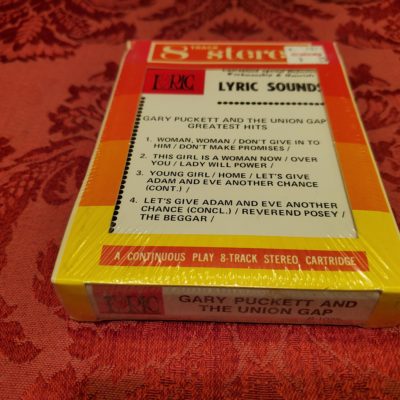 8 TRACK stereo
LYRIC
Workmanship & Materials
LYRIC SOUNDS
GARY PUCKETT AND THE UNION GAP
GREATEST HITS
1. WOMAN, WOMAN / DON'T GIVE IN TO
HIM / DON'T MAKE PROMISES /
2. THIS GIRL IS A WOMAN NOW / OVER
YOU / LADY WILL POWER /
3. YOUNG GIRL / HOME / LET'S GIVE
ADAM AND EVE ANOTHER CHANCE
(CONT.) /
4. LET'S GIVE ADAM AND EVE ANOTHER
CHANCE (CONCL.) / REVEREND POSEY /
THE BEGGAR /
A CONTINUOUS PLAY 8-TRACK STEREO CARTRIDGE
LYRIC
GARY PUCKETT AND
THE UNION GAP